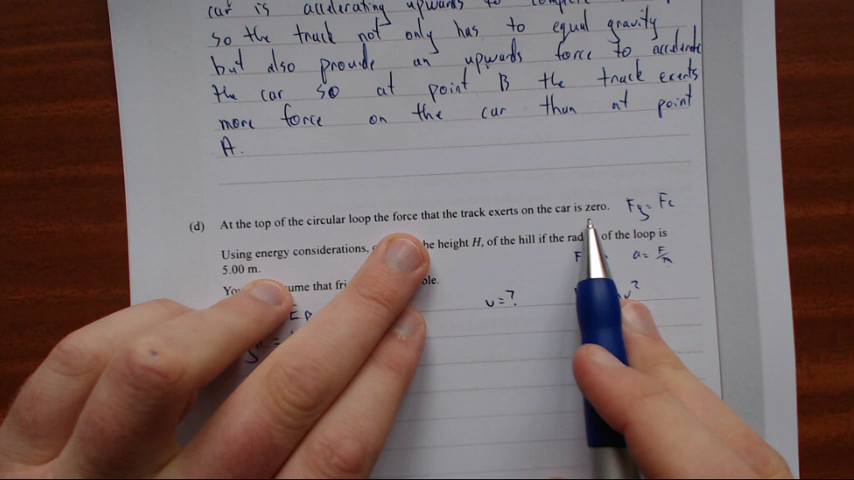 car is accelerating upwards to
so the track not only has to equal gravity
but also provide an upwards force to accelerate
the car so at point B the track exerts
more force on the car than at point
A.
(d) At the top of the circular loop the force that the track exerts on the car is zero. Fg = Fc
Using energy considerations, the height H, of the hill if the of the loop is
5.00 m. a = F
ume that
v = ? v²